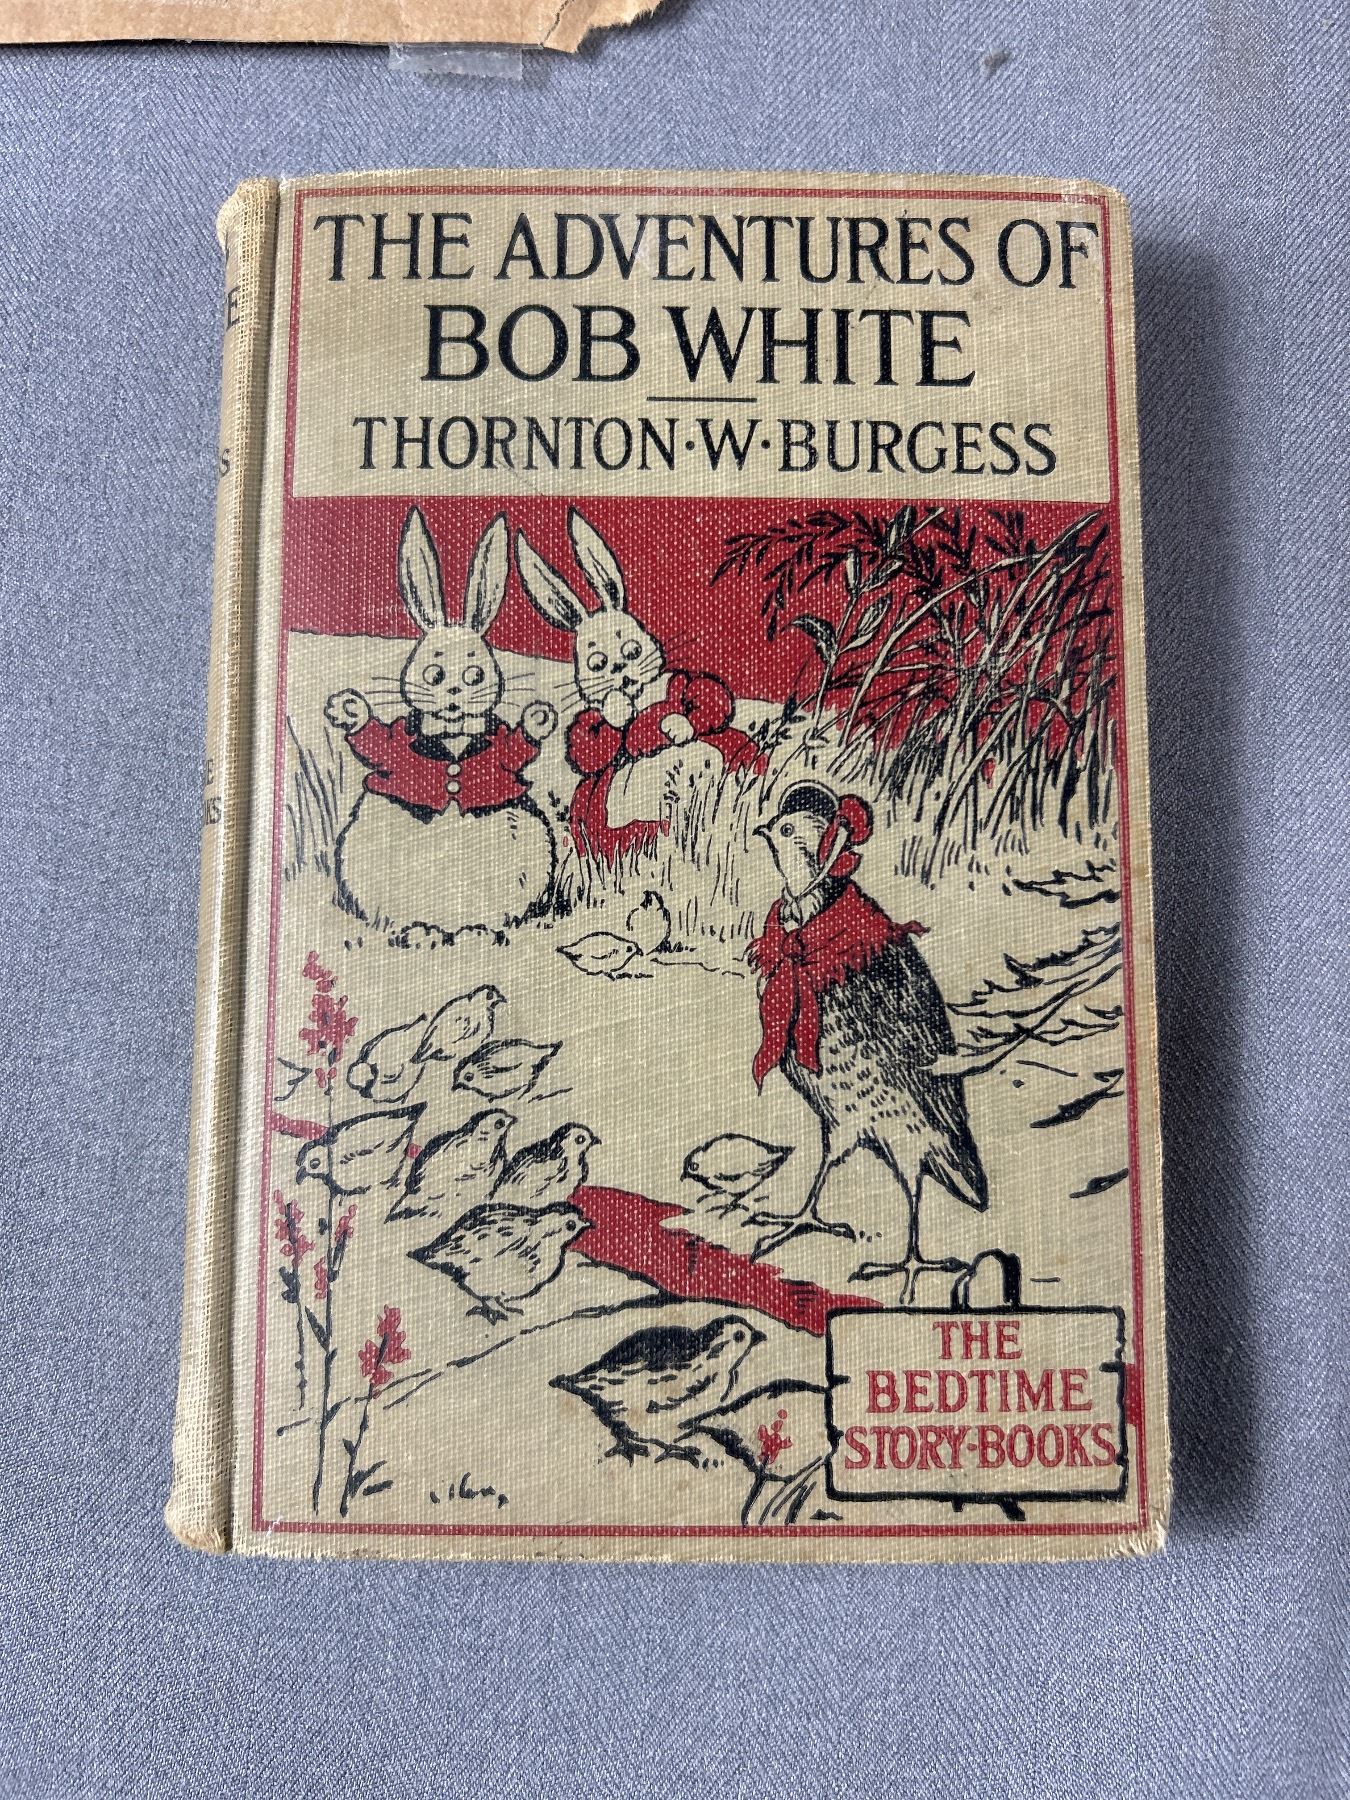 THE ADVENTURES OF
BOB WHITE
THORNTON·W·BURGESS
THE
BEDTIME
STORY·BOOKS